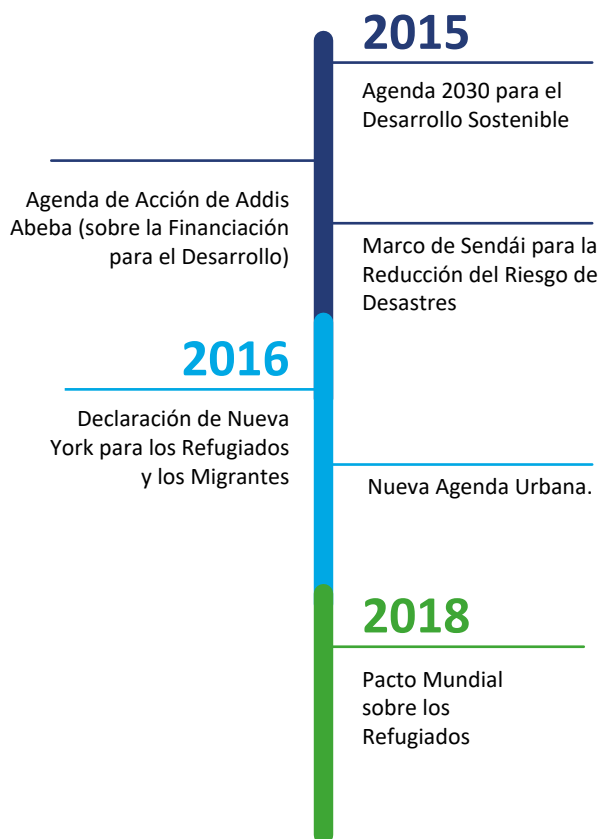 2015
Agenda 2030 para el
Desarrollo Sostenible
Agenda de Acción de Addis
Abeba (sobre la Financiación
para el Desarrollo)
Marco de Sendái para la
Reducción del Riesgo de
Desastres
2016
Declaración de Nueva
York para los Refugiados
y los Migrantes
Nueva Agenda Urbana.
2018
Pacto Mundial
sobre los
Refugiados